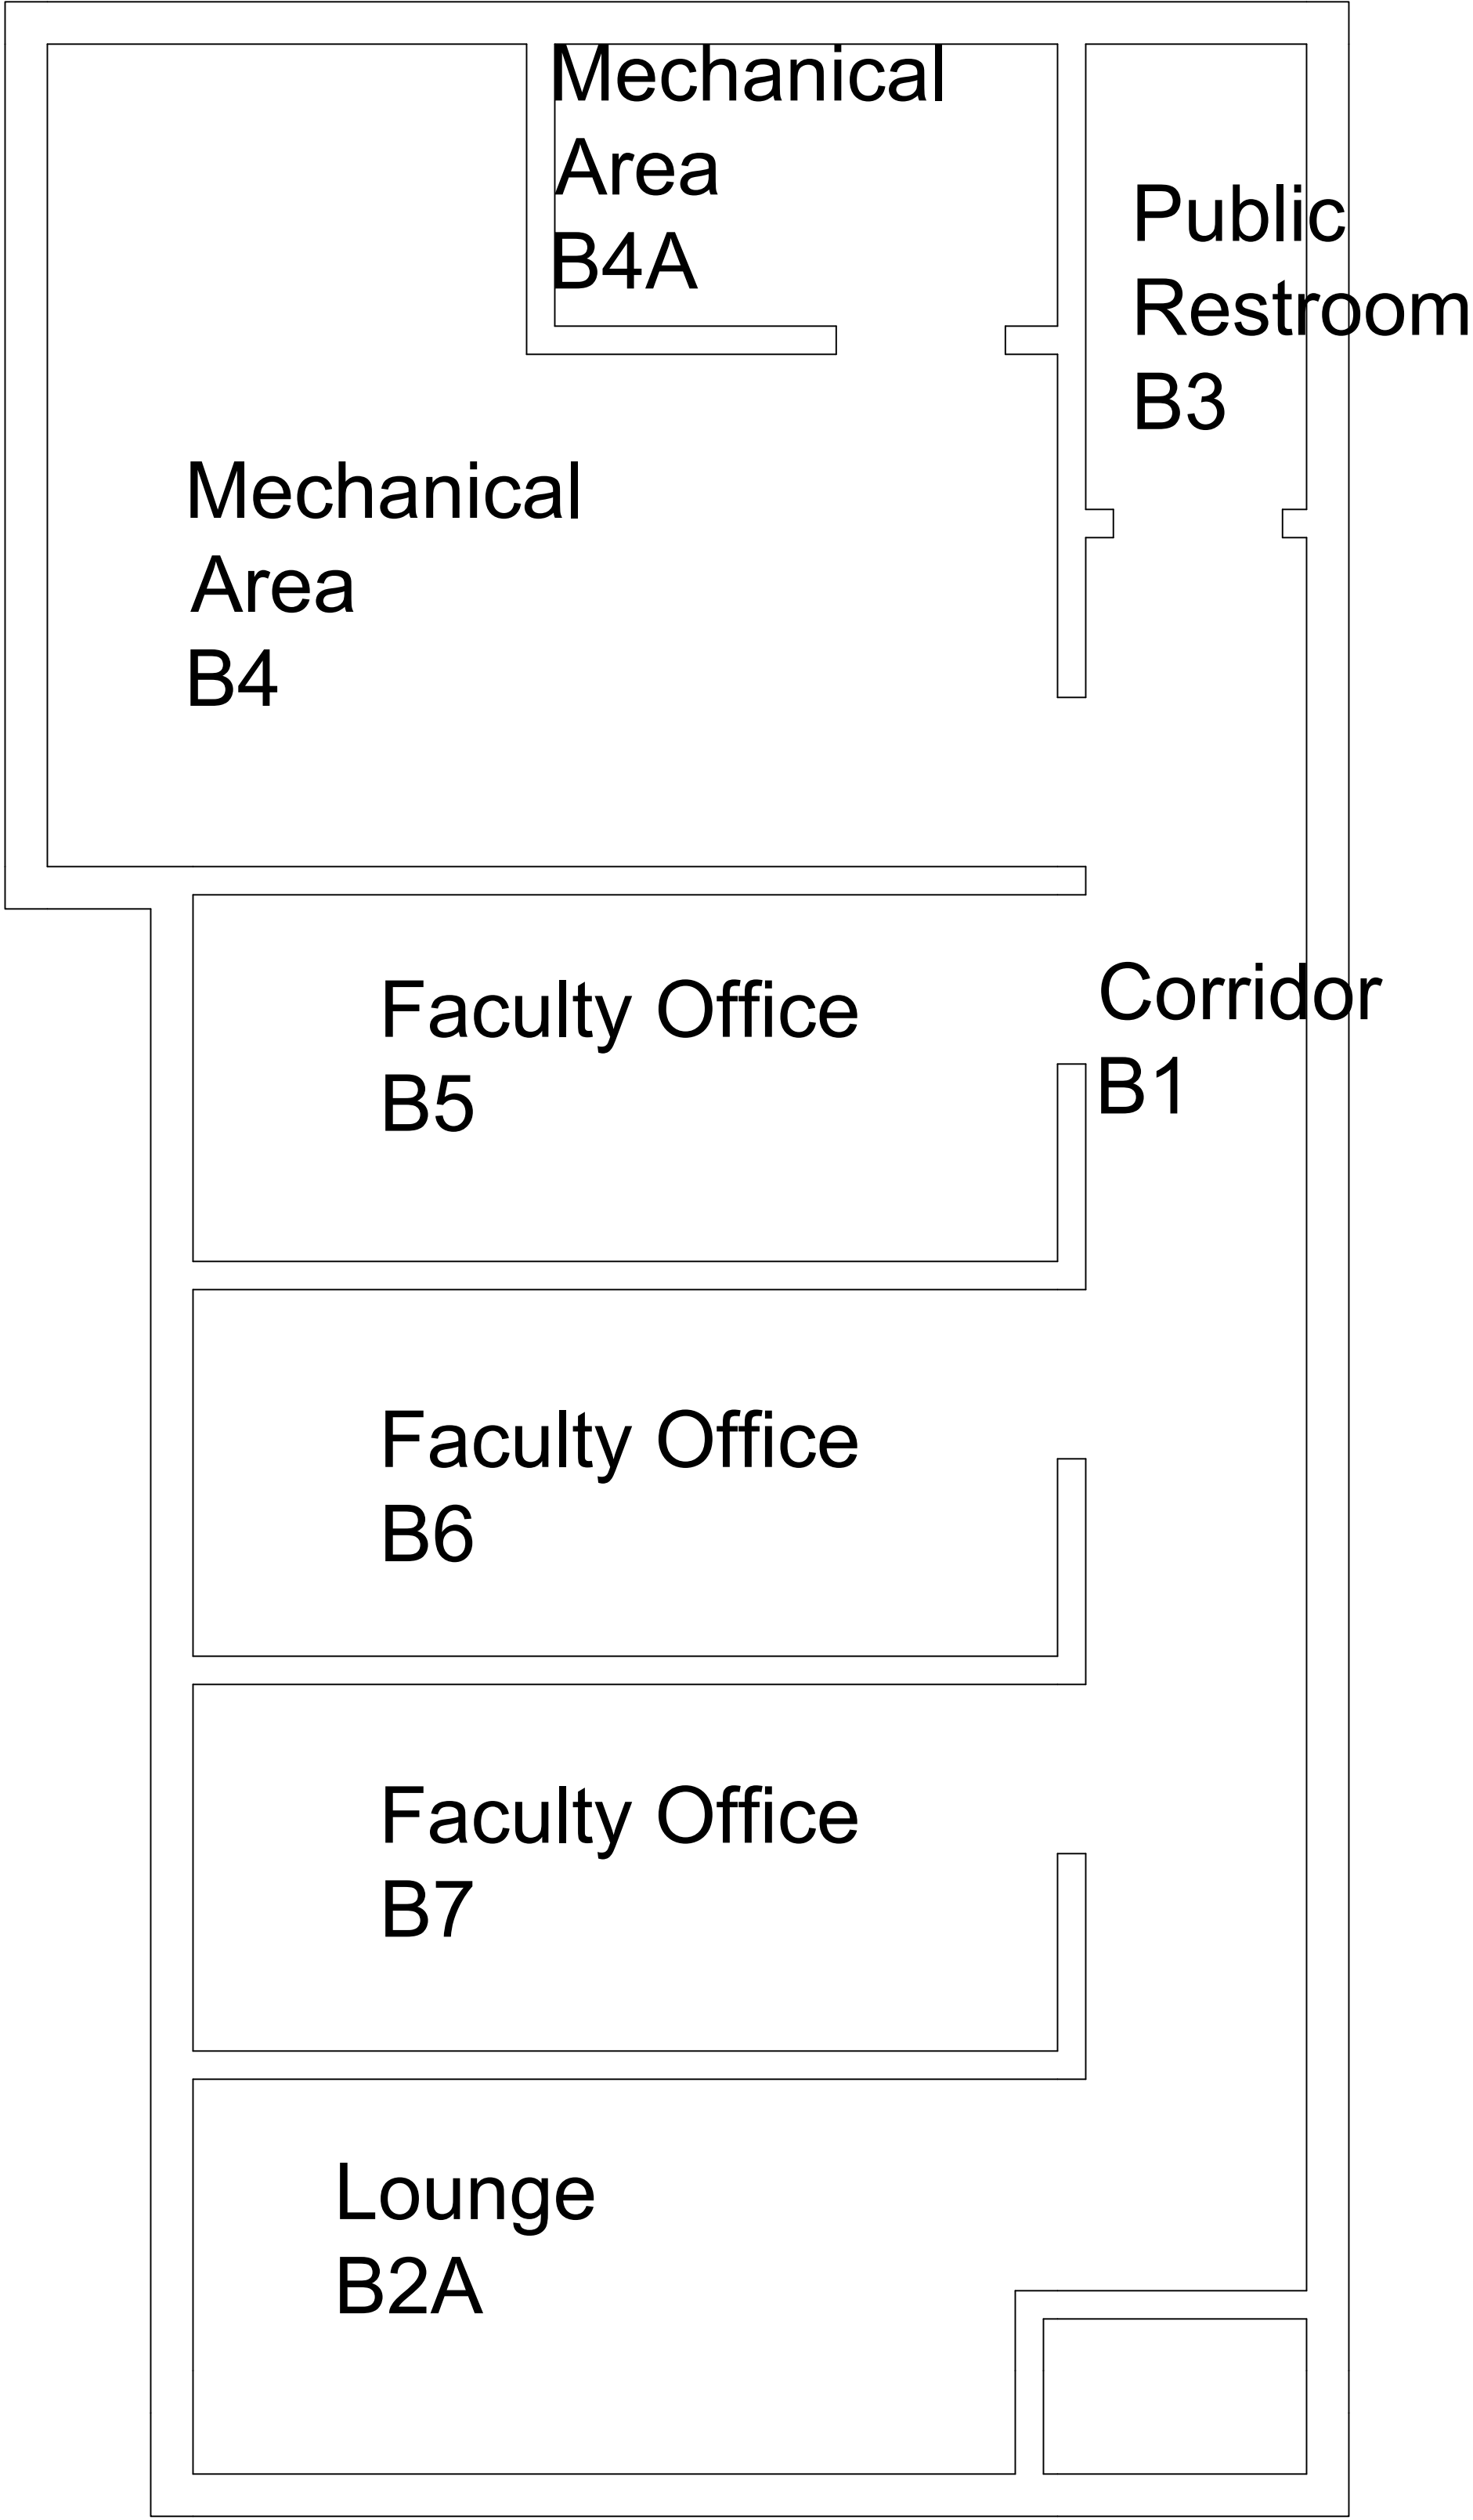 Mechanical
Area
B4A
Public
Restroom
B3
Mechanical
Area
B4
Faculty Office
B5
Corridor
B1
Faculty Office
B6
Faculty Office
B7
Lounge
B2A